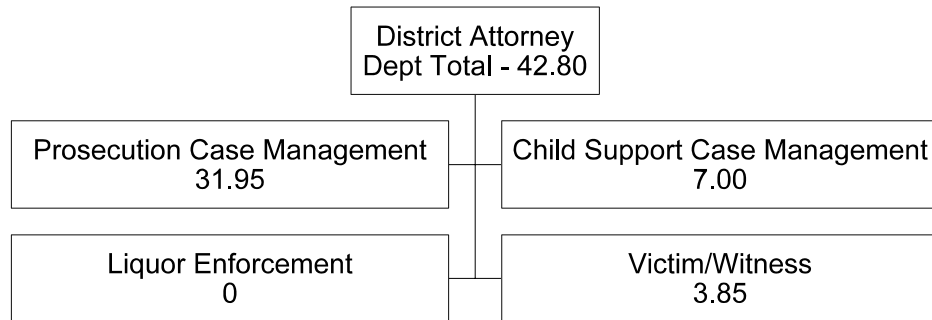 District Attorney
Dept Total - 42.80
Prosecution Case Management
31.95
Child Support Case Management
7.00
Liquor Enforcement
0
Victim/Witness
3.85